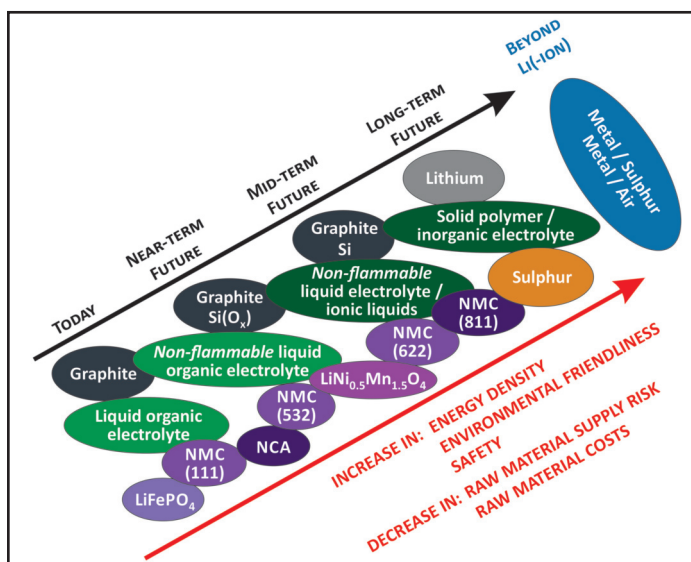 BEYOND
LI(-ION)
LONG-TERM
FUTURE
MID-TERM
FUTURE
NEAR-TERM
FUTURE
TODAY
Metal / Sulphur
Metal / Air
Lithium
Solid polymer /
inorganic electrolyte
Graphite
Si
Sulphur
Non-flammable
liquid electrolyte /
ionic liquids
NMC
(811)
Graphite
Si(Oₓ)
NMC
(622)
Non-flammable liquid
organic electrolyte
LiNi₀.₅Mn₁.₅O₄
Graphite
NMC
(532)
Liquid organic
electrolyte
NCA
NMC
(111)
LiFePO₄
INCREASE IN: ENERGY DENSITY
ENVIRONMENTAL FRIENDLINESS
SAFETY
DECREASE IN: RAW MATERIAL SUPPLY RISK
RAW MATERIAL COSTS